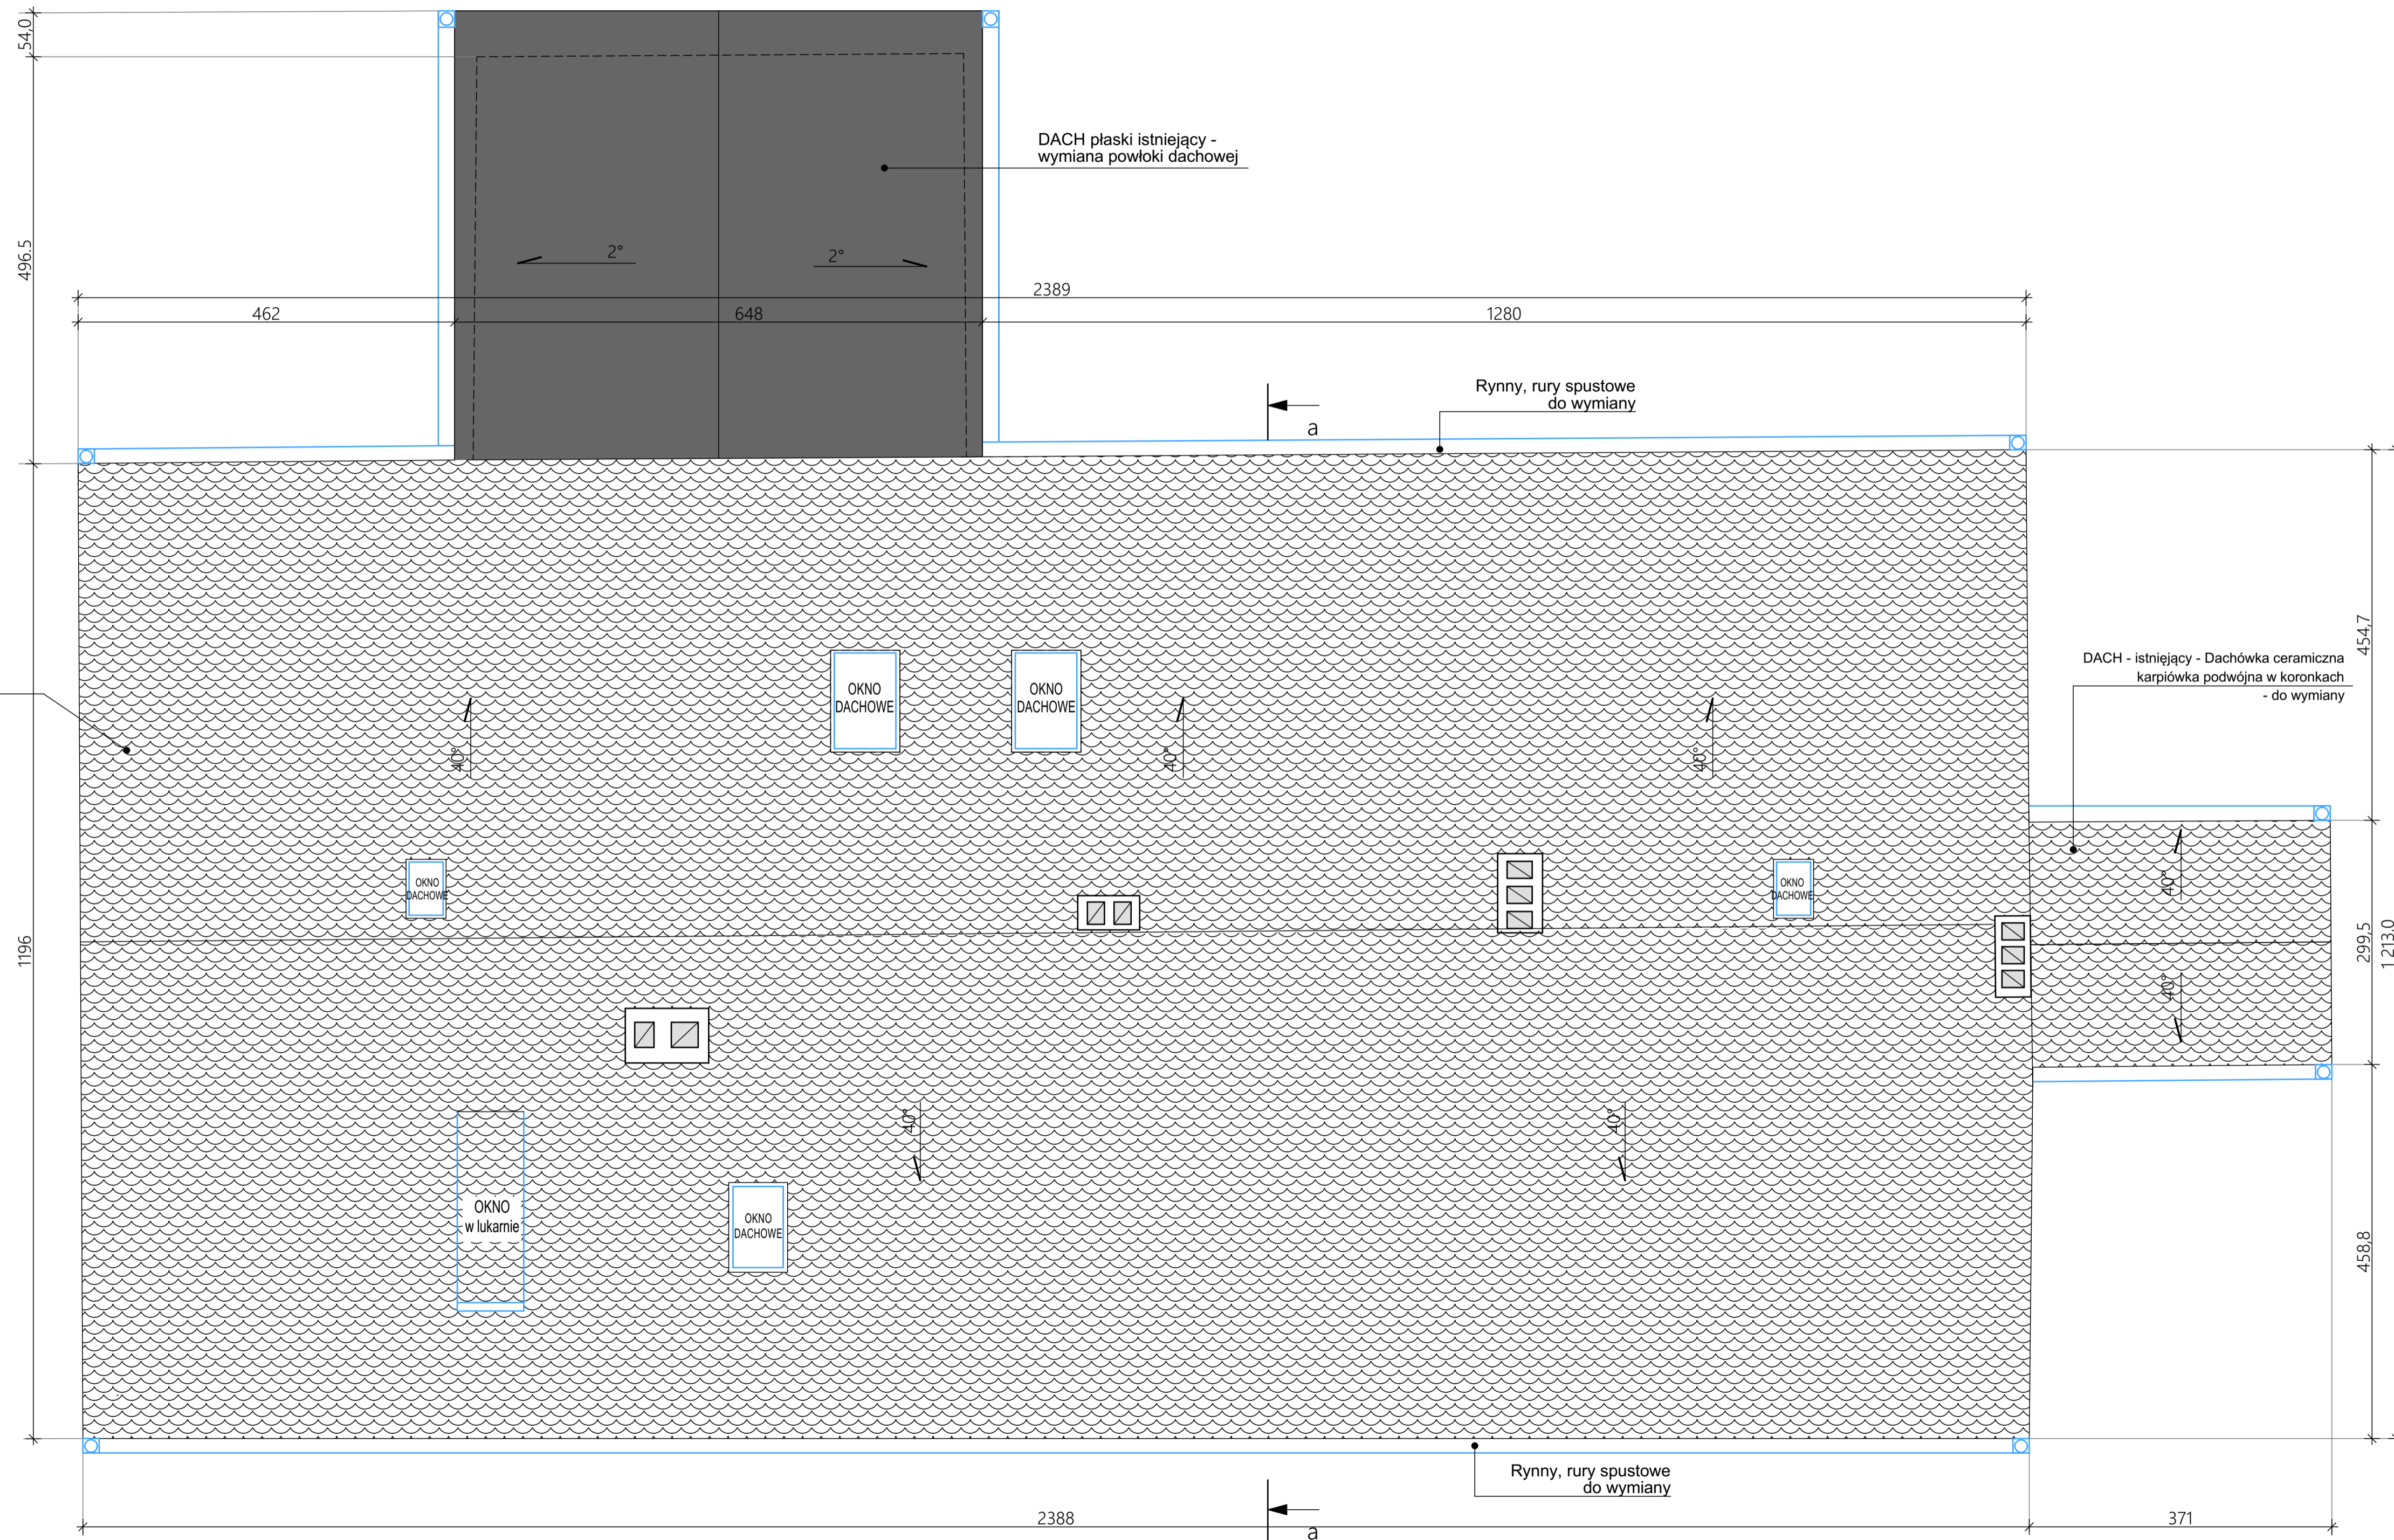 54,0
DACH płaski istniejący -
wymiana powłoki dachowej
496.5
2°
2°
2389
462
648
1280
Rynny, rury spustowe
do wymiany
a
454,7
DACH - istnięjący - Dachówka ceramiczna
karpiówka podwójna w koronkach
- do wymiany
OKNO
DACHOWE
OKNO
DACHOWE
40°
40°
40°
OKNO
DACHOWE
OKNO
DACHOWE
40°
1196
299,5
1 213,0
40°
40°
40°
OKNO
w lukarnie
OKNO
DACHOWE
458,8
Rynny, rury spustowe
do wymiany
2388
a
371